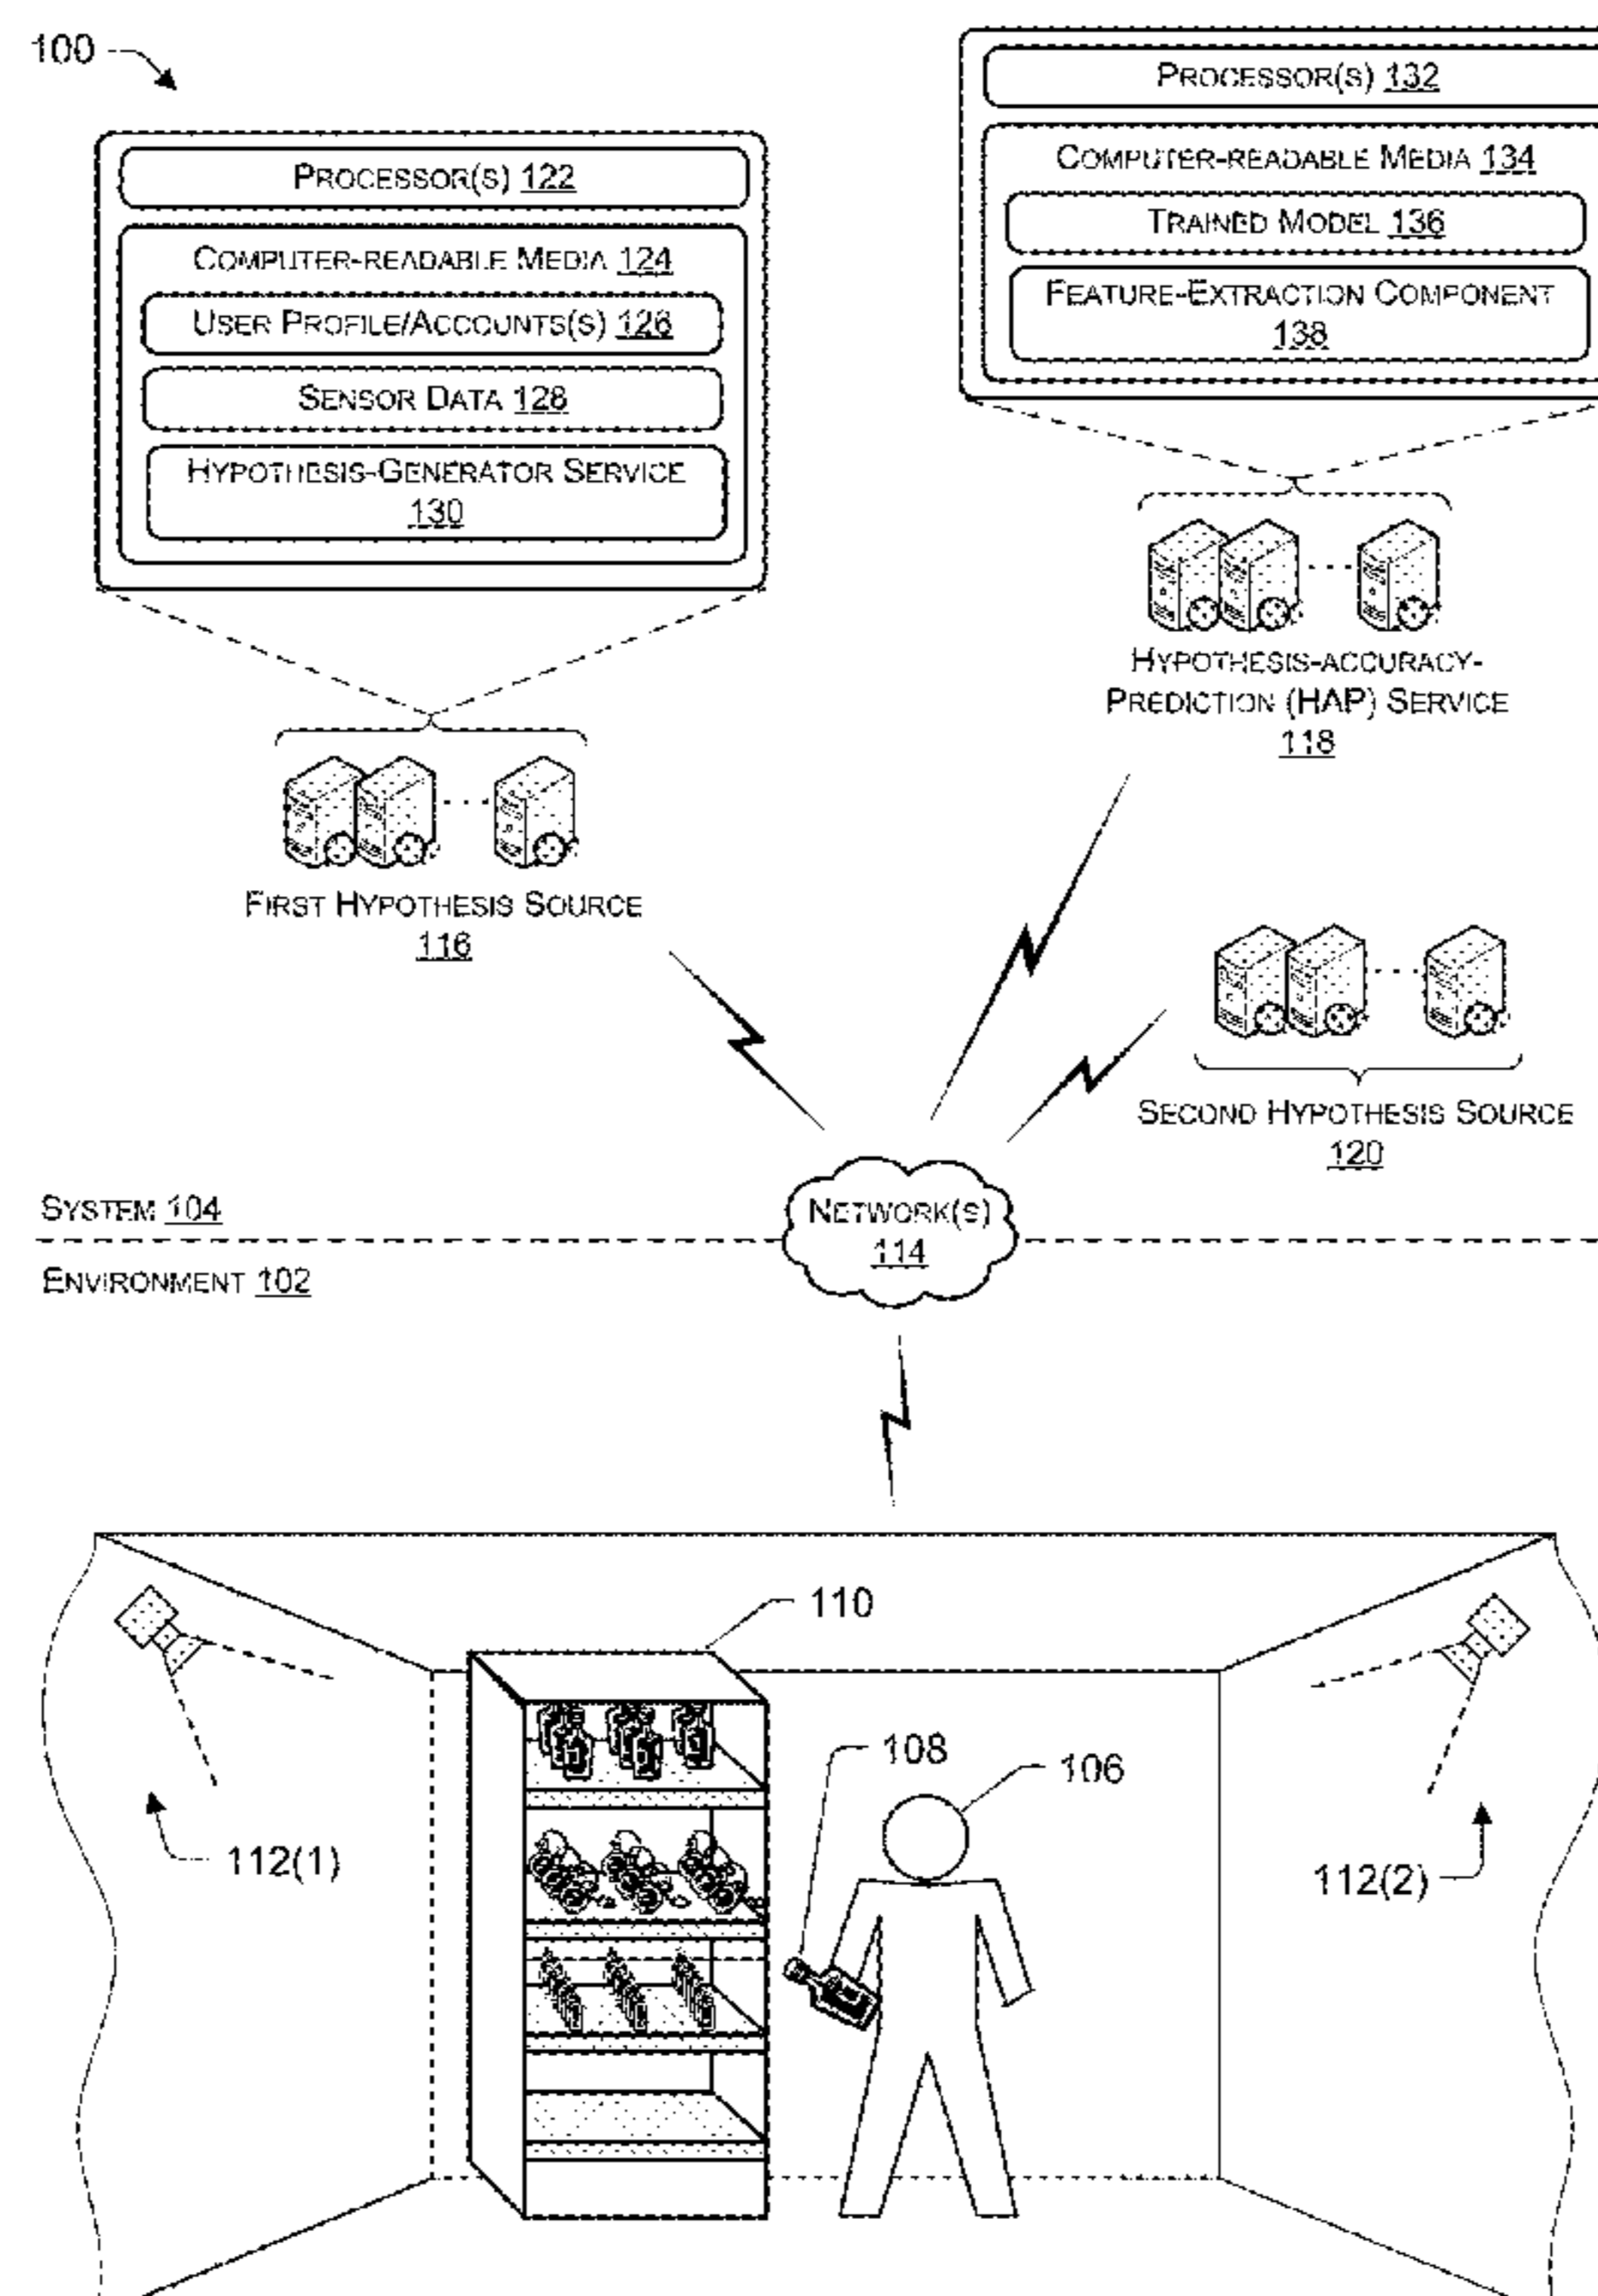 100
PROCESSOR(S) 122
COMPUTER-READABLE MEDIA 124
USER PROFILE/ACCOUNTS(S) 126
SENSOR DATA 128
HYPOTHESIS-GENERATOR SERVICE
130
FIRST HYPOTHESIS SOURCE
116
PROCESSOR(S) 132
COMPUTER-READABLE MEDIA 134
TRAINED MODEL 136
FEATURE-EXTRACTION COMPONENT
138
HYPOTHESIS-ACCURACY-
PREDICTION (HAP) SERVICE
118
SECOND HYPOTHESIS SOURCE
120
SYSTEM 104
NETWORK(S)
114
ENVIRONMENT 102
110
108
106
112(1)
112(2)